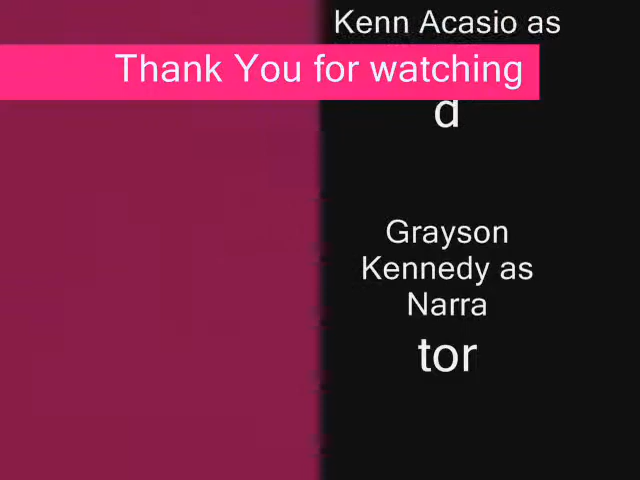 Kenn Acasio as
Thank You for watching
d
Grayson
Kennedy as
Narra
tor